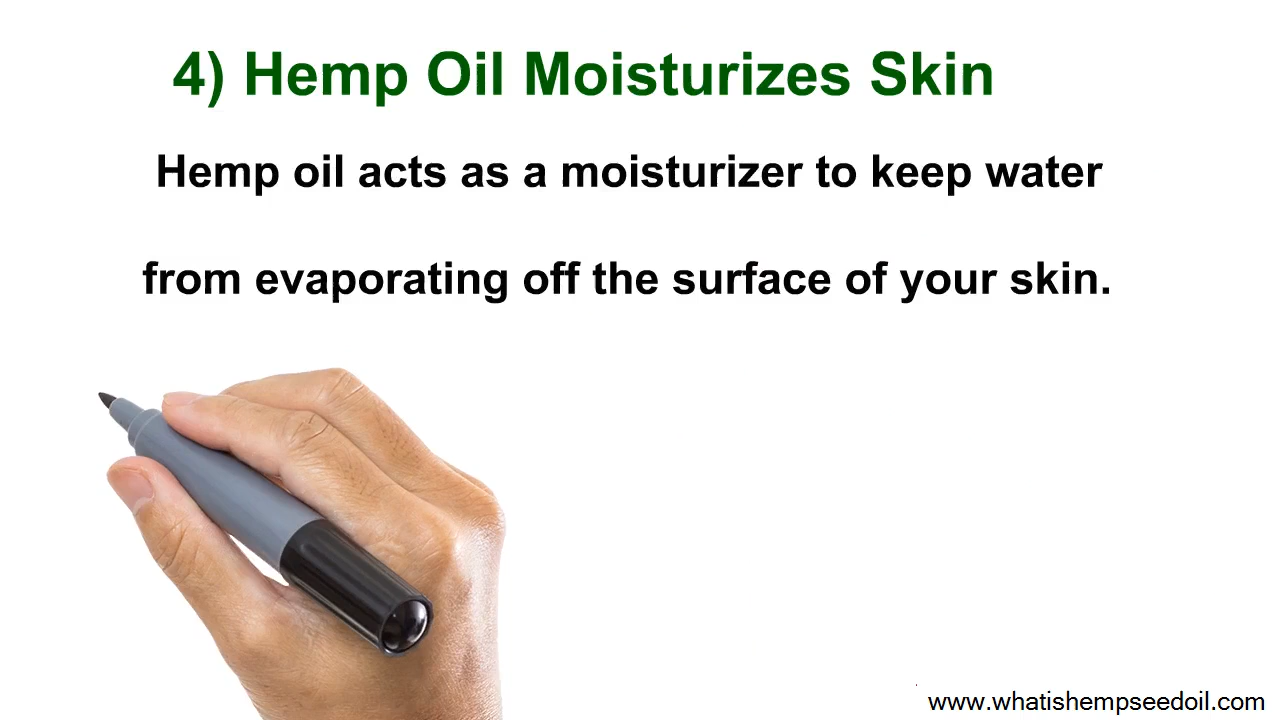 4) Hemp Oil Moisturizes Skin
Hemp oil acts as a moisturizer to keep water
from evaporating off the surface of your skin.
www.whatishempseedoil.com